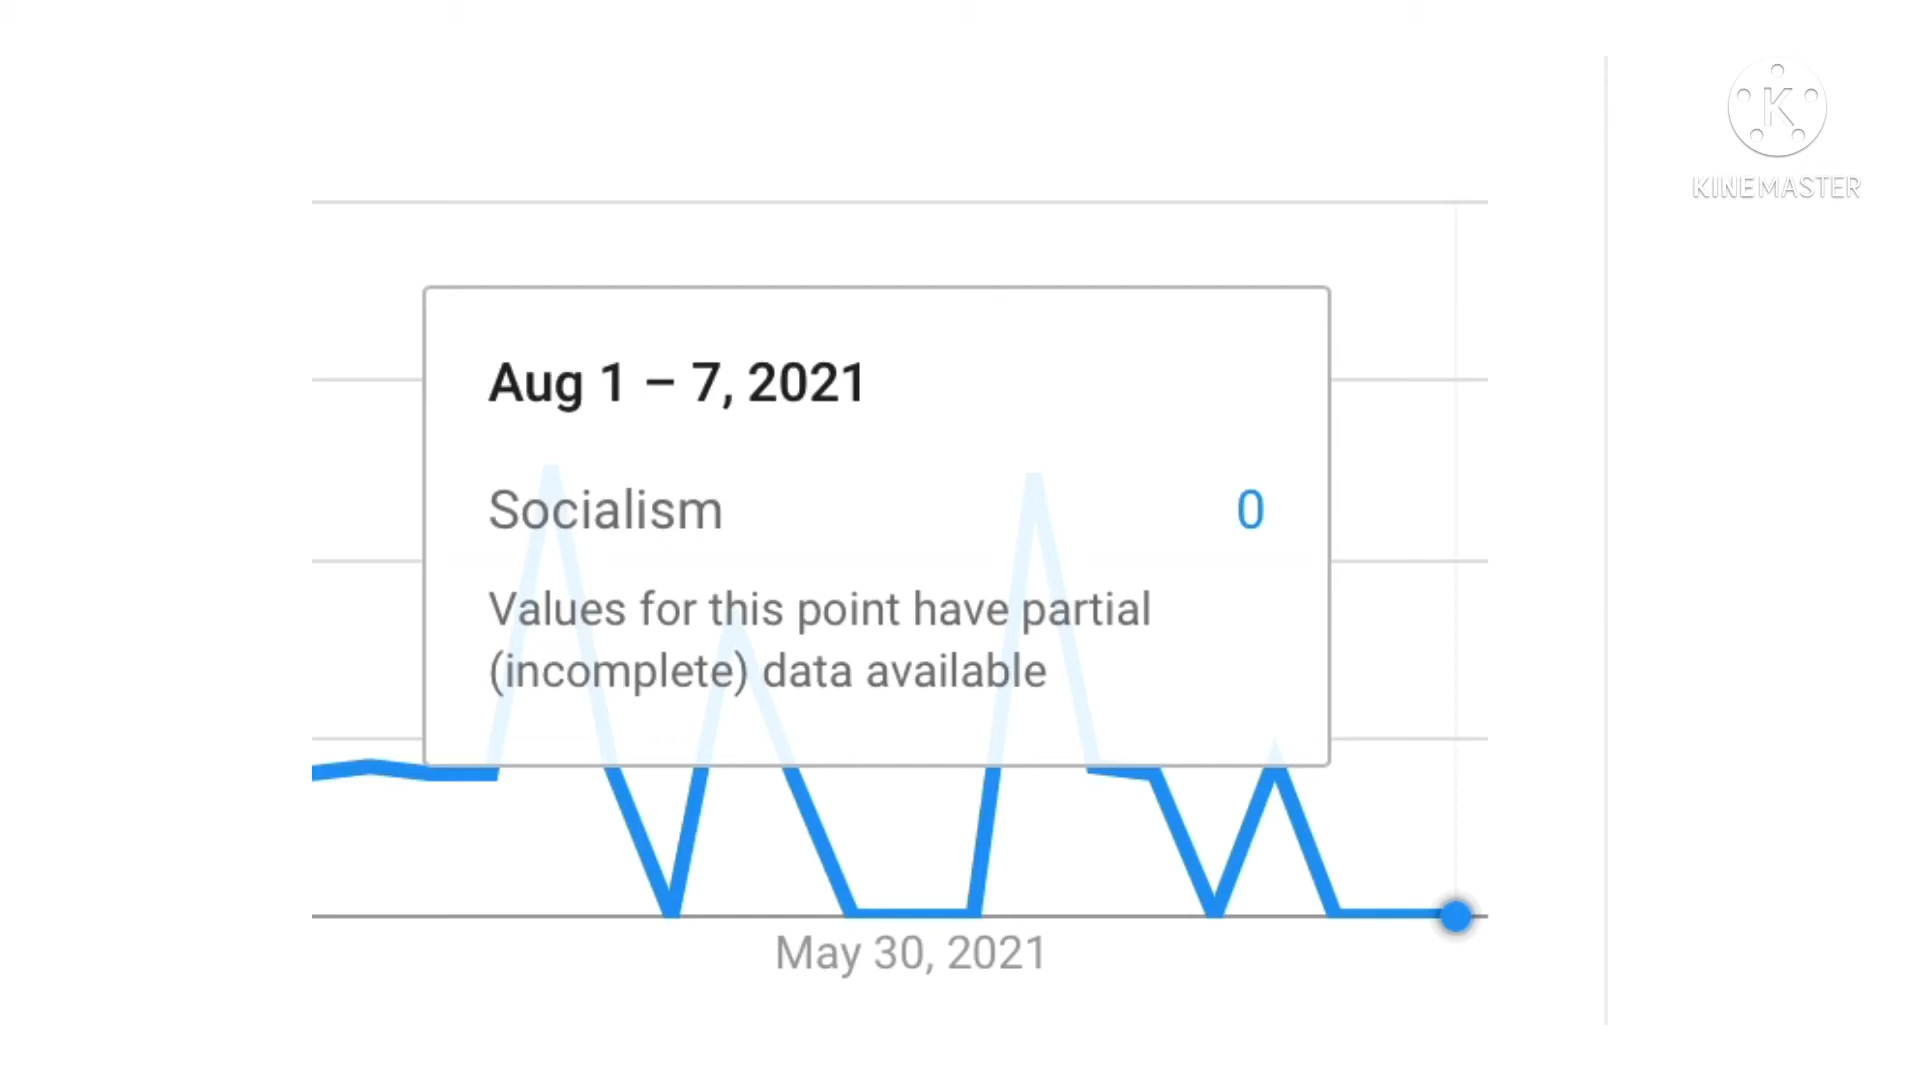 K
KINEMASTER
Aug 1 – 7, 2021
Socialism 0
Values for this point have partial
(incomplete) data available
May 30, 2021